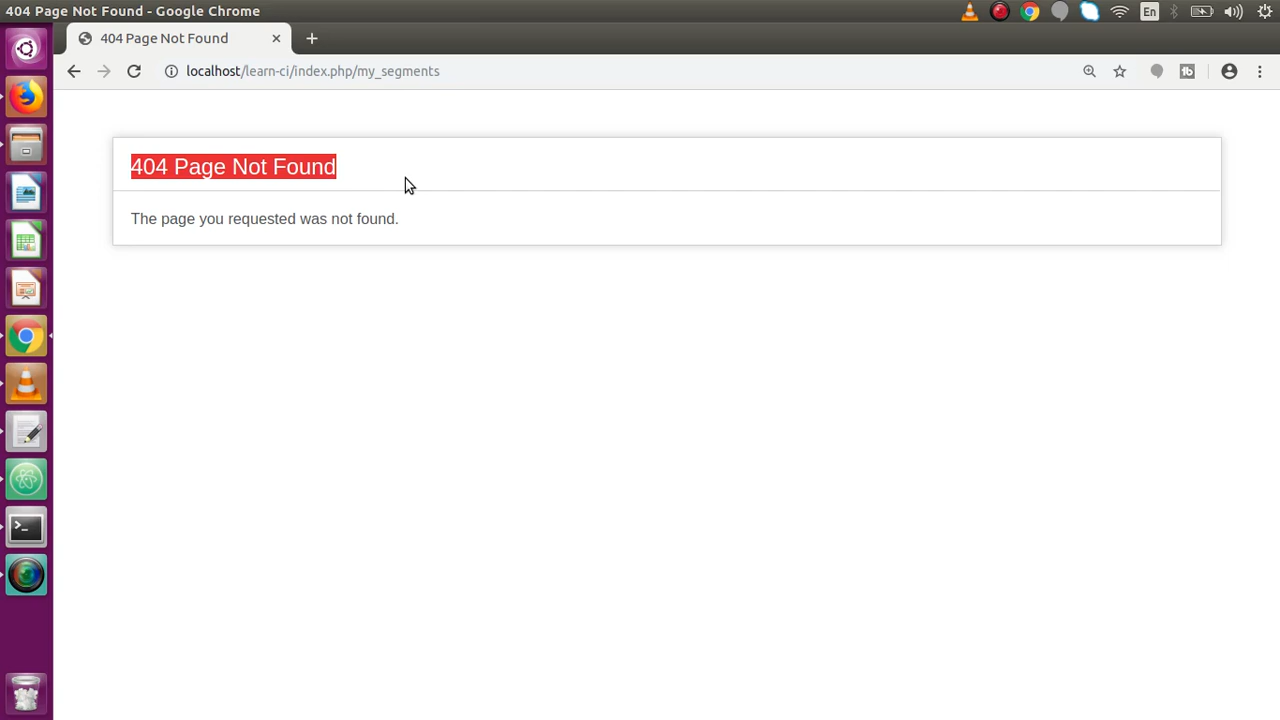 404 Page Not Found - Google Chrome
En
404 Page Not Found
localhost/learn-ci/index.php/my_segments
404 Page Not Found
The page you requested was not found.